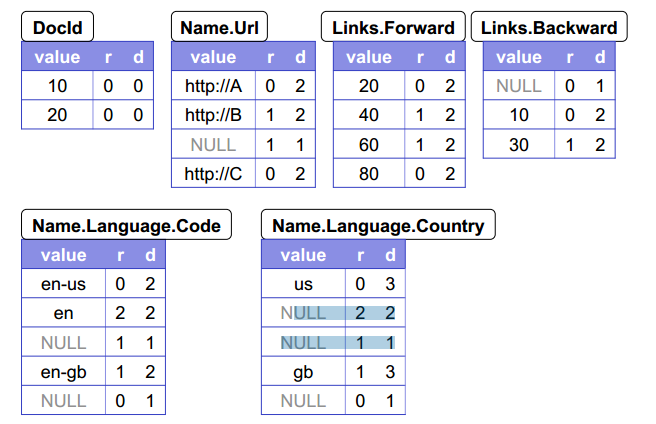 DocId Name.Url Links.Forward Links.Backward
value r d value r d value r d value r d
10 0 0 http://A 0 2 20 0 2 NULL 0 1
20 0 0 http://B 1 2 40 1 2 10 0 2
NULL 1 1 60 1 2 30 1 2
http://C 0 2 80 0 2
Name.Language.Code Name.Language.Country
value r d value r d
en-us 0 2 us 0 3
en 2 2 NULL 2 2
NULL 1 1 NULL 1 1
en-gb 1 2 gb 1 3
NULL 0 1 NULL 0 1